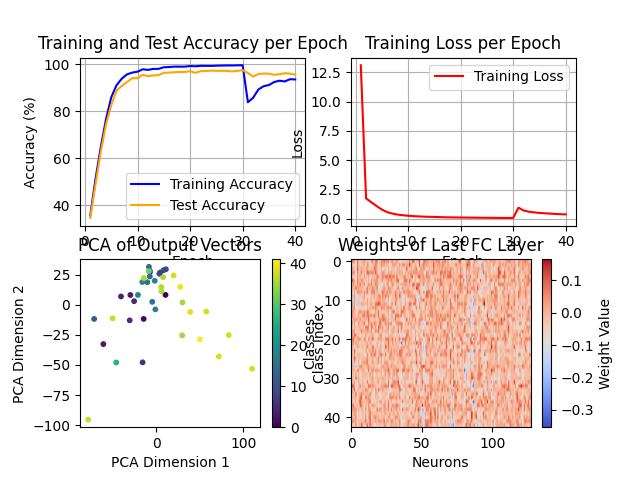 Training and Test Accuracy per Epoch
Accuracy (%)
100
80
60
40
0
10
20
30
40
Epoch
Training Accuracy
Test Accuracy
Training Loss per Epoch
Loss
12.5
10.0
7.5
5.0
2.5
0.0
0
10
20
30
40
Epoch
Training Loss
PCA of Output Vectors
PCA Dimension 2
25
0
−25
−50
−75
−100
0
100
PCA Dimension 1
40
30
20
10
0
Classes
Weights of Last FC Layer
Class Index
0
10
20
30
40
0
50
100
Neurons
0.1
0.0
−0.1
−0.2
−0.3
Weight Value